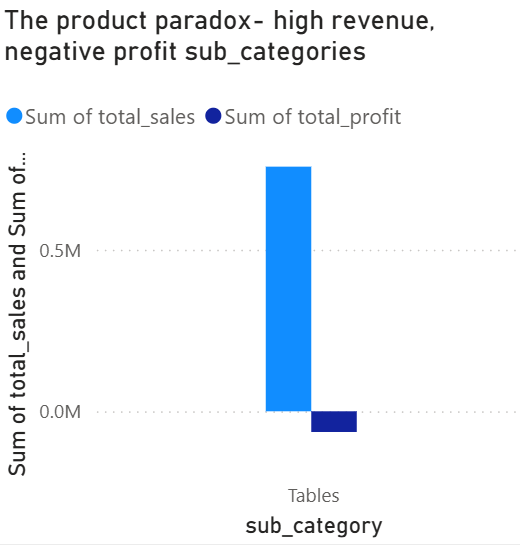 The product paradox- high revenue,
negative profit sub_categories
Sum of total_sales Sum of total_profit
Sum of total_sales and Sum of...
0.5M
0.0M
Tables
sub_category